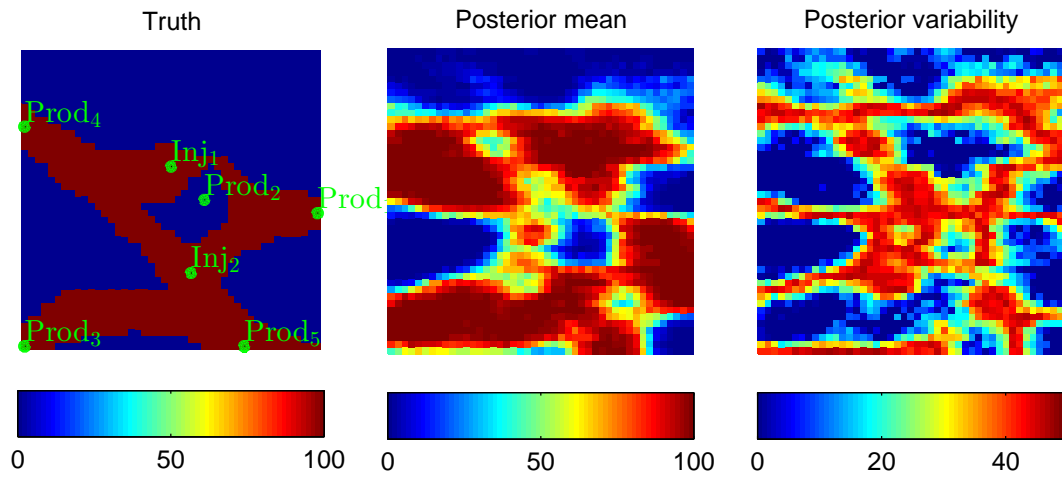 Truth
Posterior mean
Posterior variability
Prod4
Inj1
Prod2
Prod
Inj2
Prod3
Prod5
0 100
0 50 100
0 20 40